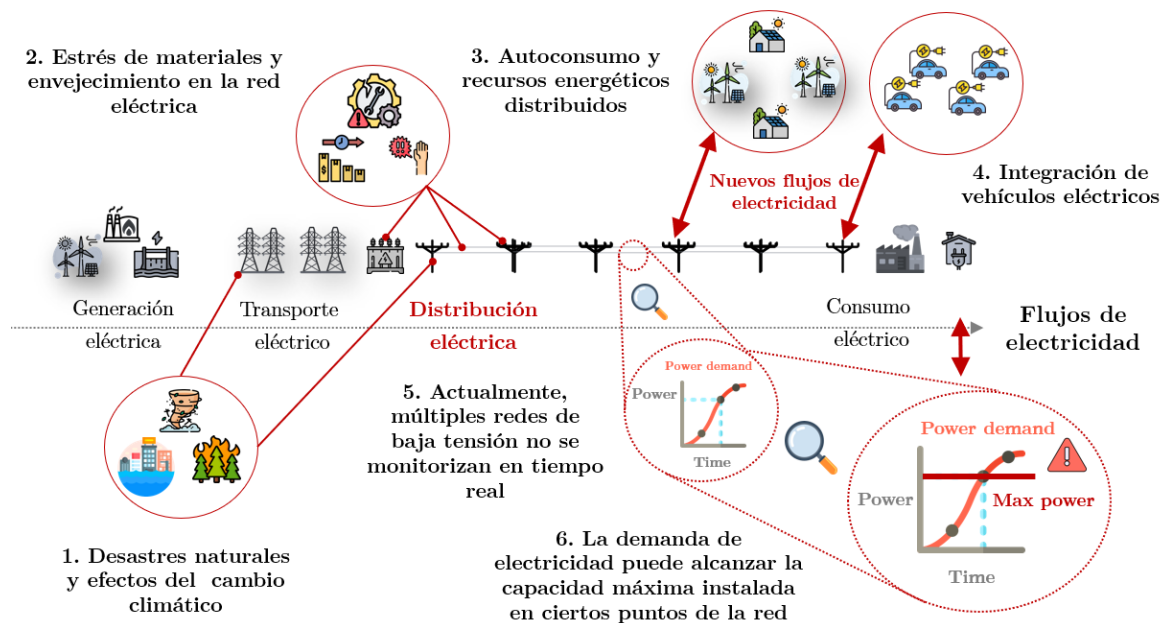 2. Estrés de materiales y
envejecimiento en la red
eléctrica
3. Autoconsumo y
recursos energéticos
distribuidos
4. Integración de
vehículos eléctricos
Nuevos flujos de
electricidad
Generación
eléctrica
Transporte
eléctrico
Distribución
eléctrica
Consumo
eléctrico
Flujos de
electricidad
5. Actualmente,
múltiples redes de
baja tensión no se
monitorizan en tiempo
real
Power demand
Power
Time
Power demand
Power
Max power
Time
1. Desastres naturales
y efectos del cambio
climático
6. La demanda de
electricidad puede alcanzar la
capacidad máxima instalada
en ciertos puntos de la red